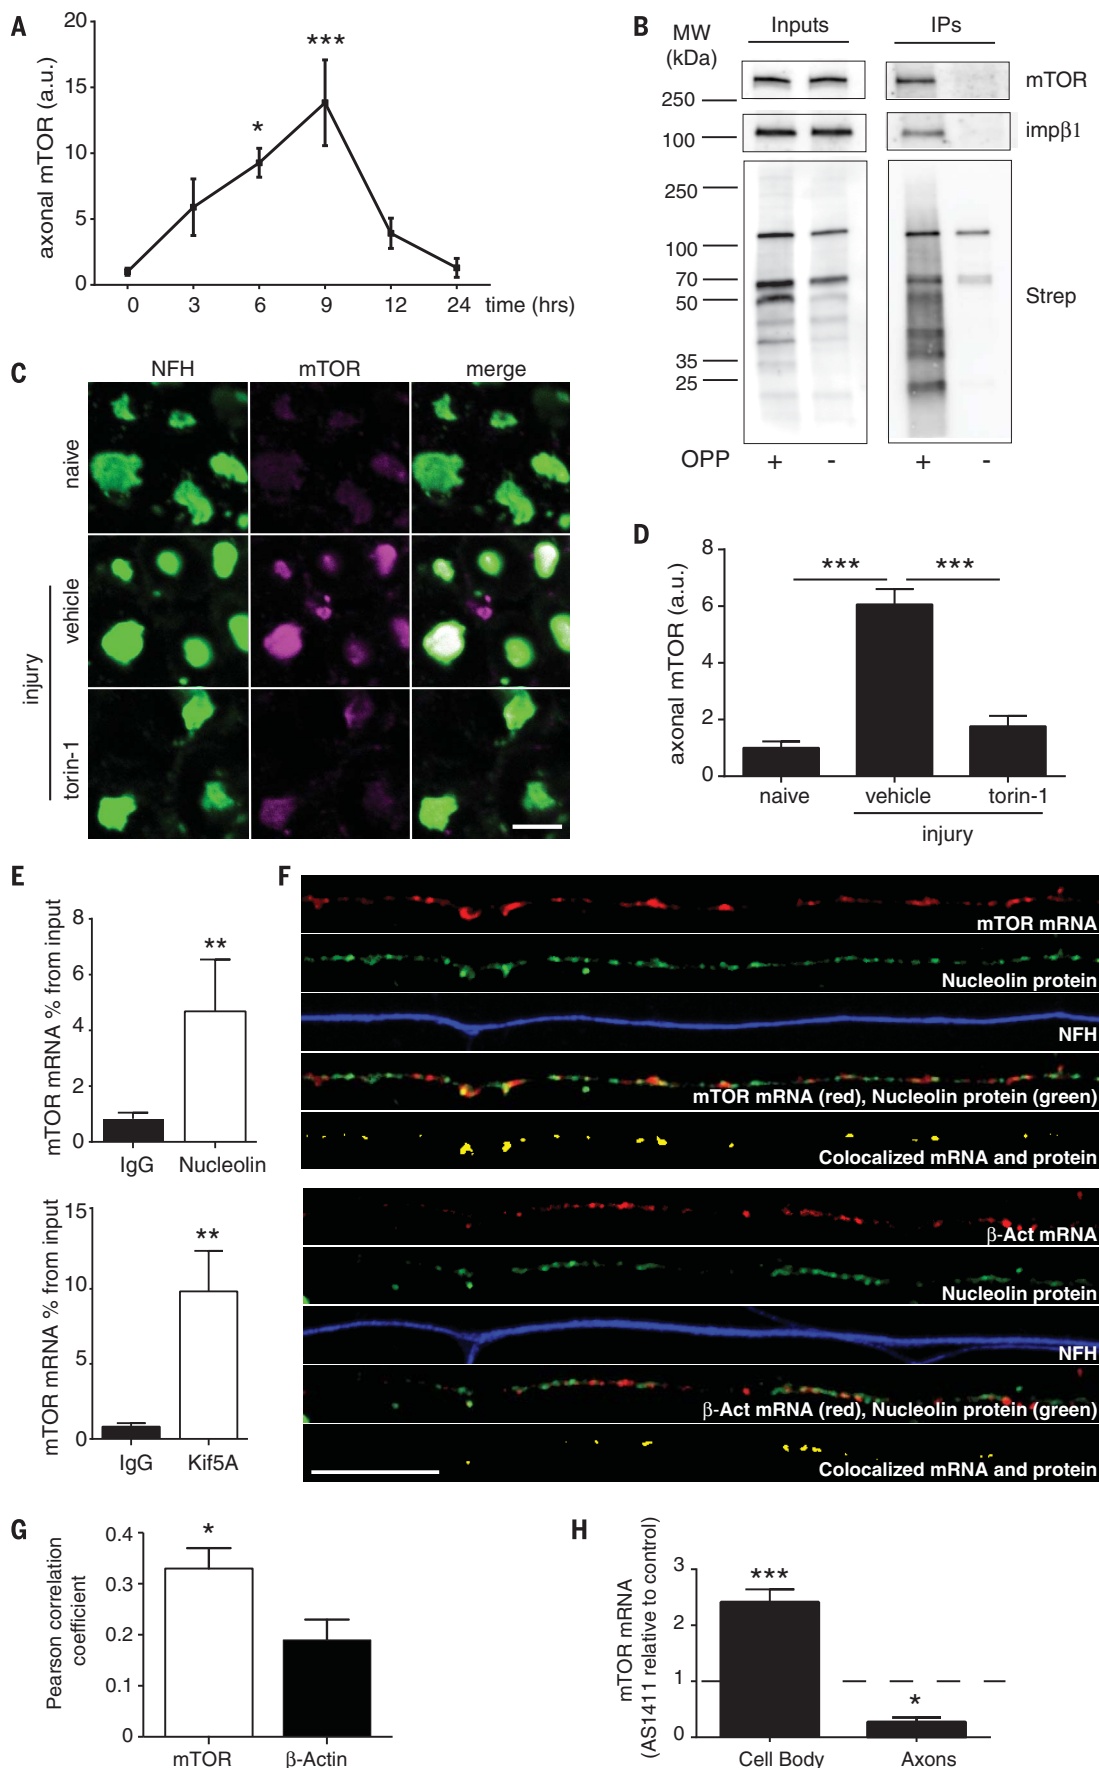 A
axonal mTOR (a.u.)
20
15
10
5
0
***
*
0 3 6 9 12 24 time (hrs)
B
MW
(kDa)
Inputs IPs
mTOR
250
impβ1
100
250
100
70
50
35
25
Strep
OPP + - + -
C
NFH mTOR merge
naive
injury
vehicle
torin-1
D
axonal mTOR (a.u.)
8
6
4
2
0
*** ***
naive vehicle torin-1
injury
E
mTOR mRNA % from input
8
6
4
2
0
**
IgG Nucleolin
mTOR mRNA % from input
15
10
5
0
**
IgG Kif5A
F
mTOR mRNA
Nucleolin protein
NFH
mTOR mRNA (red), Nucleolin protein (green)
Colocalized mRNA and protein
β-Act mRNA
Nucleolin protein
NFH
β-Act mRNA (red), Nucleolin protein (green)
Colocalized mRNA and protein
G
Pearson correlation
coefficient
0.4
0.3
0.2
0.1
0
*
mTOR β-Actin
H
mTOR mRNA
(AS1411 relative to control)
3
2
1
0
***
*
Cell Body Axons